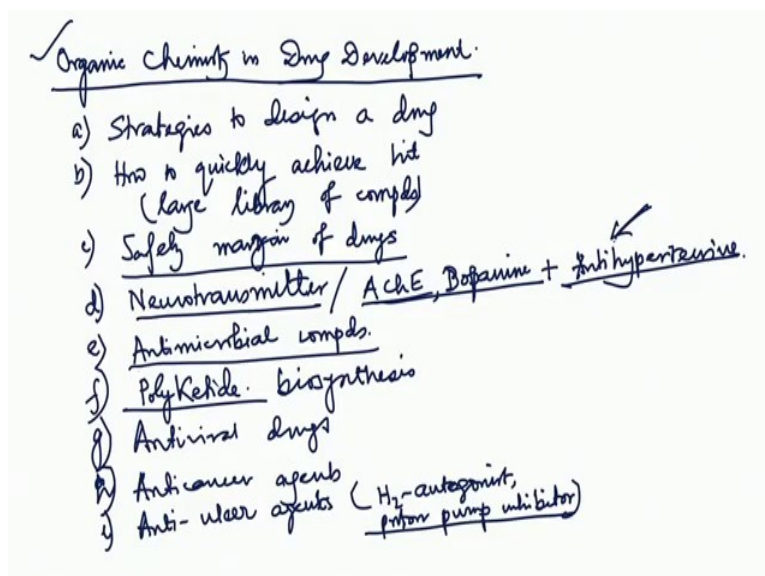 ✓ Organic Chemistry in Drug Development.
a) Strategies to design a drug
b) How to quickly achieve hit
(large library of compds)
c) Safety margin of drugs
d) Neurotransmitter / AChE, Dopamine + Antihypertensive.
e) Antimicrobial compds.
f) PolyKetide. biosynthesis
g) Antiviral drugs
h) Anticancer agents
i) Anti-ulcer agents (H2-antagonist,
proton pump inhibitor)